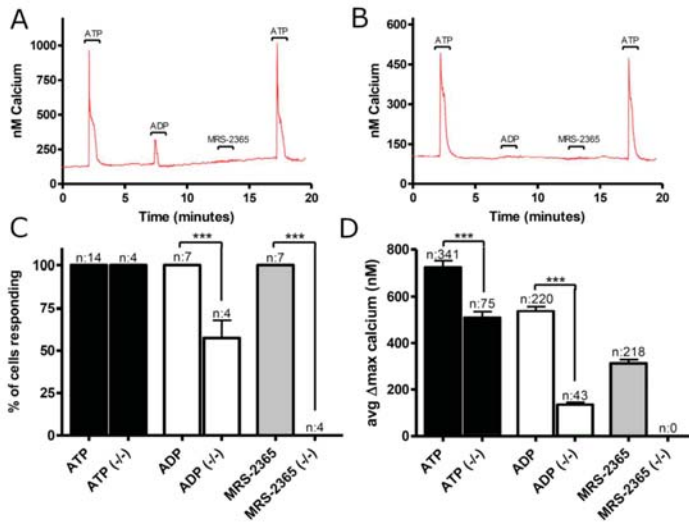 A
ATP
ATP
ADP
MRS-2365
nM Calcium
1000
750
500
250
0
0
5
10
15
20
Time (minutes)
B
ATP
ATP
ADP
MRS-2365
nM Calcium
600
450
300
150
0
0
5
10
15
20
Time (minutes)
C
% of cells responding
100
75
50
25
0
n:14
n:4
n:7
n:4
n:7
n:4
***
***
ATP
ATP (-/-)
ADP
ADP (-/-)
MRS-2365
MRS-2365 (-/-)
D
avg Δmax calcium (nM)
800
600
400
200
0
n:341
n:75
n:220
n:43
n:218
n:0
***
***
ATP
ATP (-/-)
ADP
ADP (-/-)
MRS-2365
MRS-2365 (-/-)